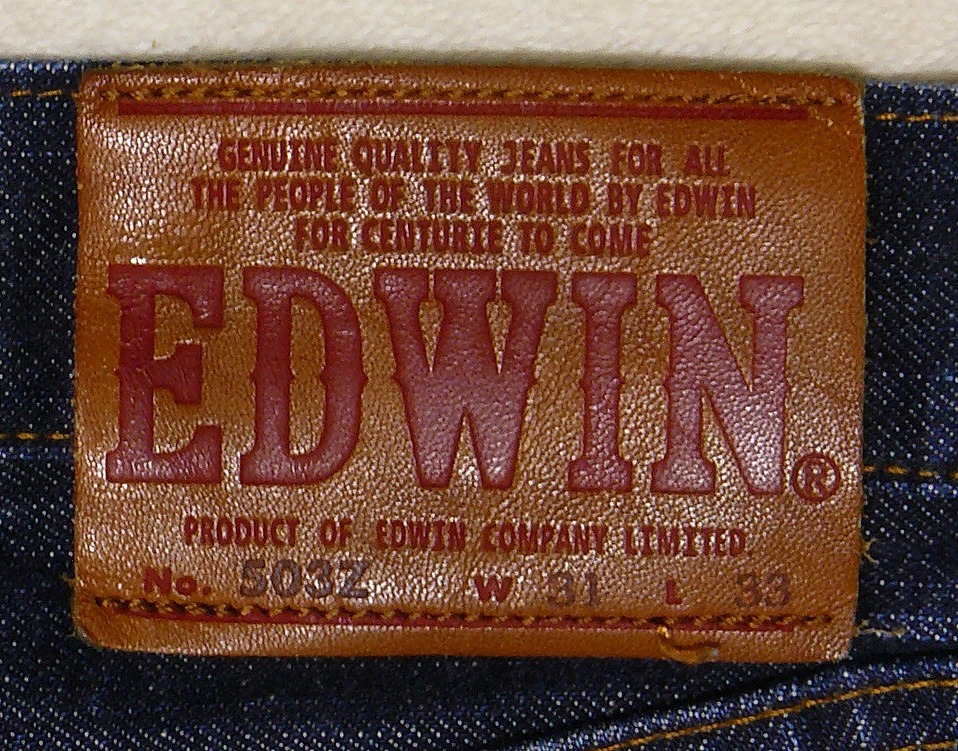 GENUINE QUALITY JEANS FOR ALL
THE PEOPLE OF THE WORLD BY EDWIN
FOR CENTURIE TO COME
EDWIN®
PRODUCT OF EDWIN COMPANY LIMITED.
No. 503Z W 31 L 33